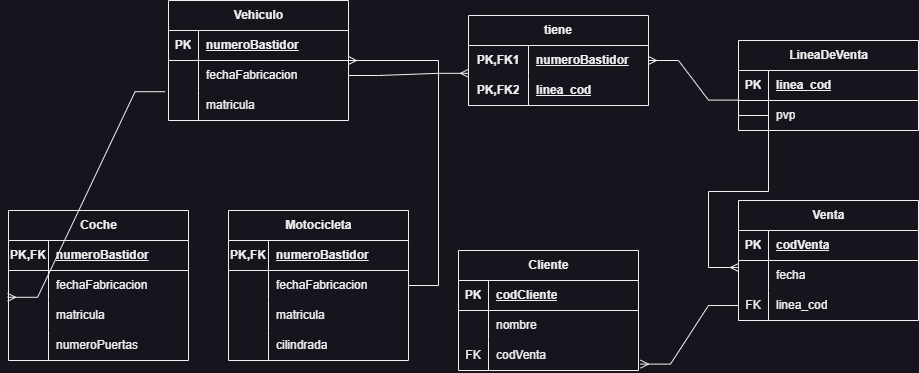 Vehiculo
PK numeroBastidor
fechaFabricacion
matricula
tiene
PK,FK1 numeroBastidor
PK,FK2 linea_cod
LineaDeVenta
PK linea_cod
pvp
Coche
PK,FK numeroBastidor
fechaFabricacion
matricula
numeroPuertas
Motocicleta
PK,FK numeroBastidor
fechaFabricacion
matricula
cilindrada
Cliente
PK codCliente
nombre
FK codVenta
Venta
PK codVenta
fecha
FK linea_cod